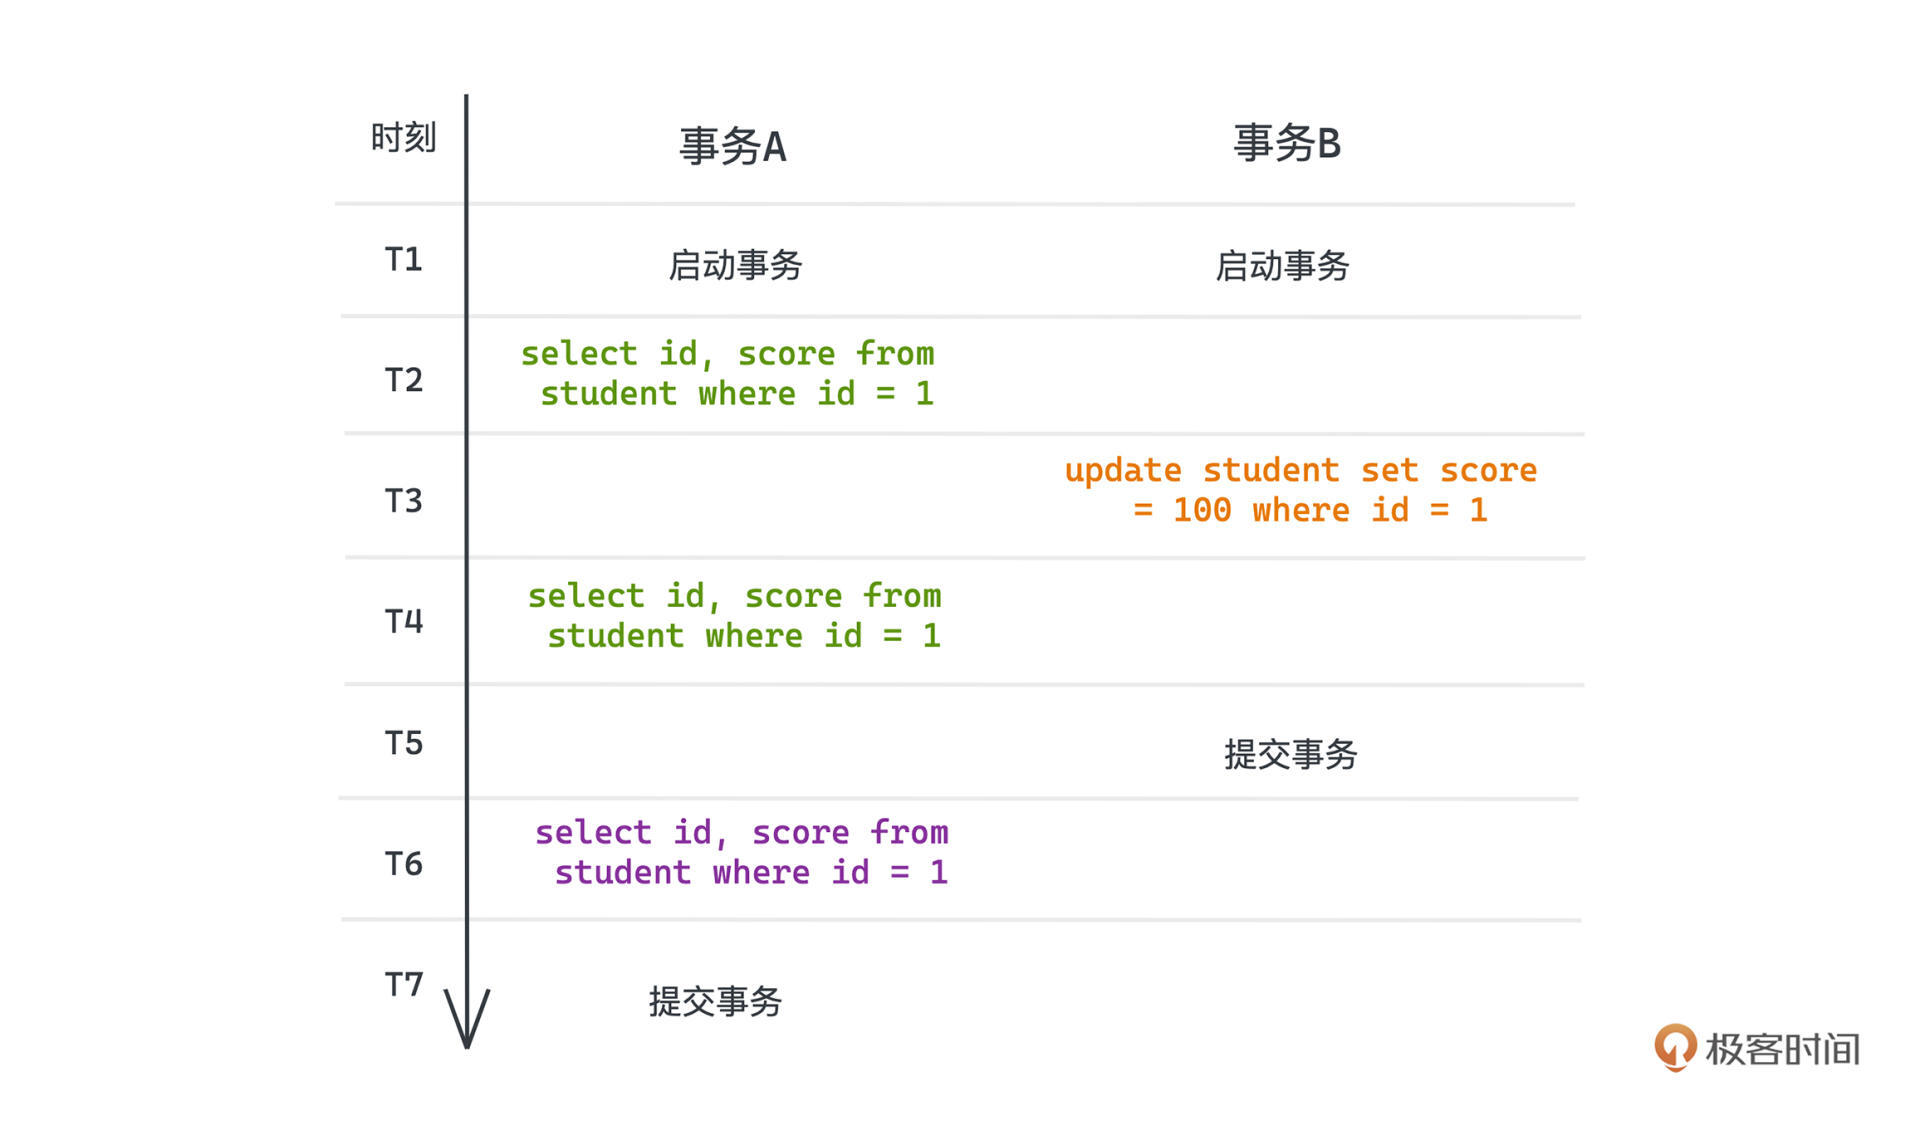 时刻 事务A 事务B
T1 启动事务 启动事务
T2 select id, score from
student where id = 1
T3 update student set score
= 100 where id = 1
T4 select id, score from
student where id = 1
T5 提交事务
T6 select id, score from
student where id = 1
T7 提交事务
极客时间